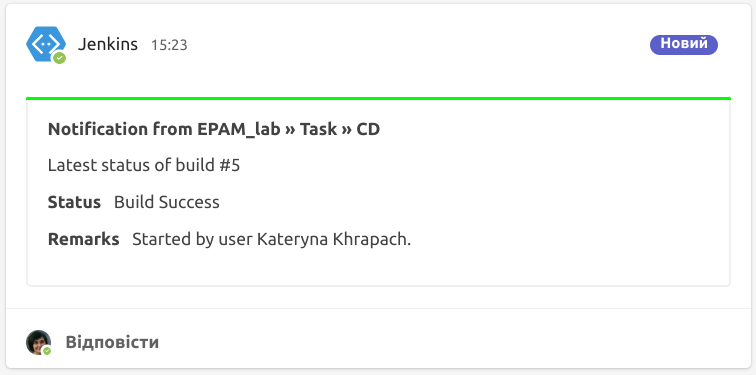 Jenkins 15:23 Новий
Notification from EPAM_lab » Task » CD
Latest status of build #5
Status Build Success
Remarks Started by user Kateryna Khrapach.
Відповісти